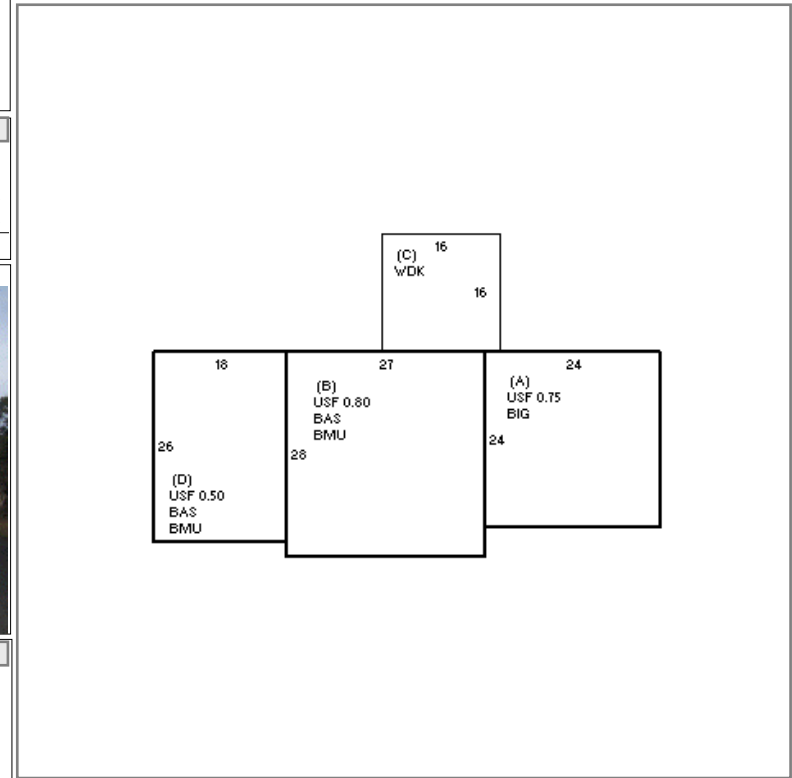 16
(C)
WDK
16
18
27
24
(A)
USF 0.75
BIG
(B)
USF 0.80
BAS
BMU
24
26
28
(D)
USF 0.50
BAS
BMU